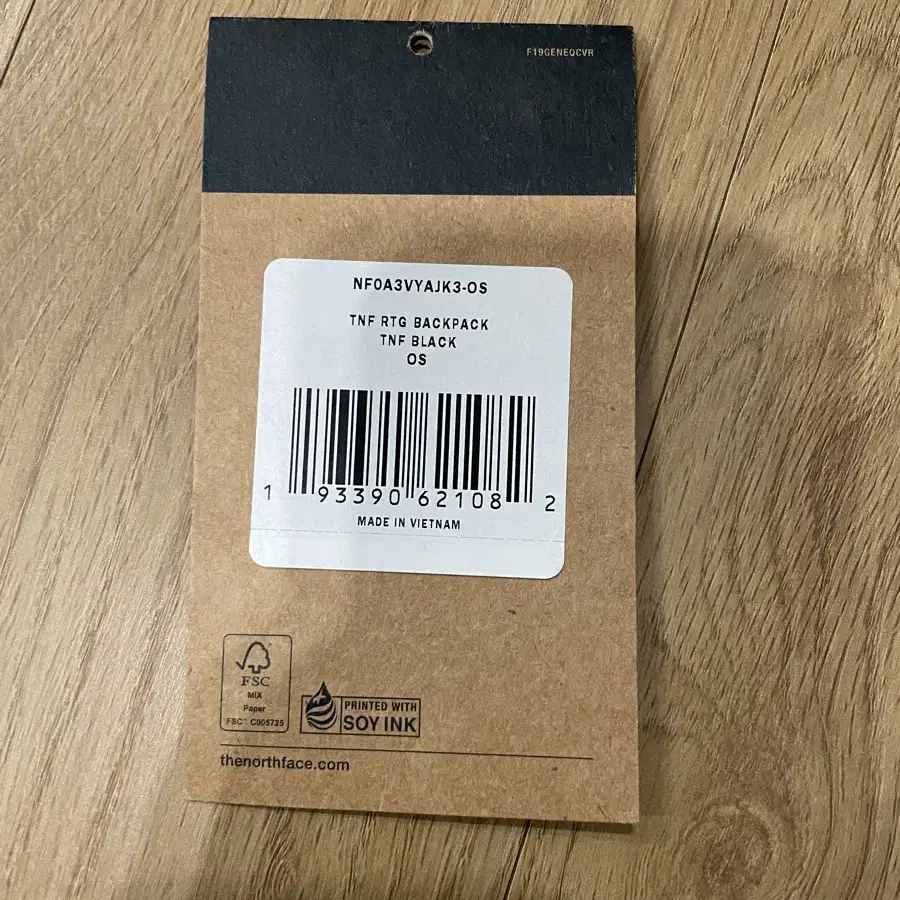 F19GENEQCVR
NF0A3VYAJK3-OS
TNF RTG BACKPACK
TNF BLACK
OS
1 93390 62108 2
MADE IN VIETNAM
FSC
MIX
Paper
FSC™ C005725
PRINTED WITH
SOY INK
thenorthface.com